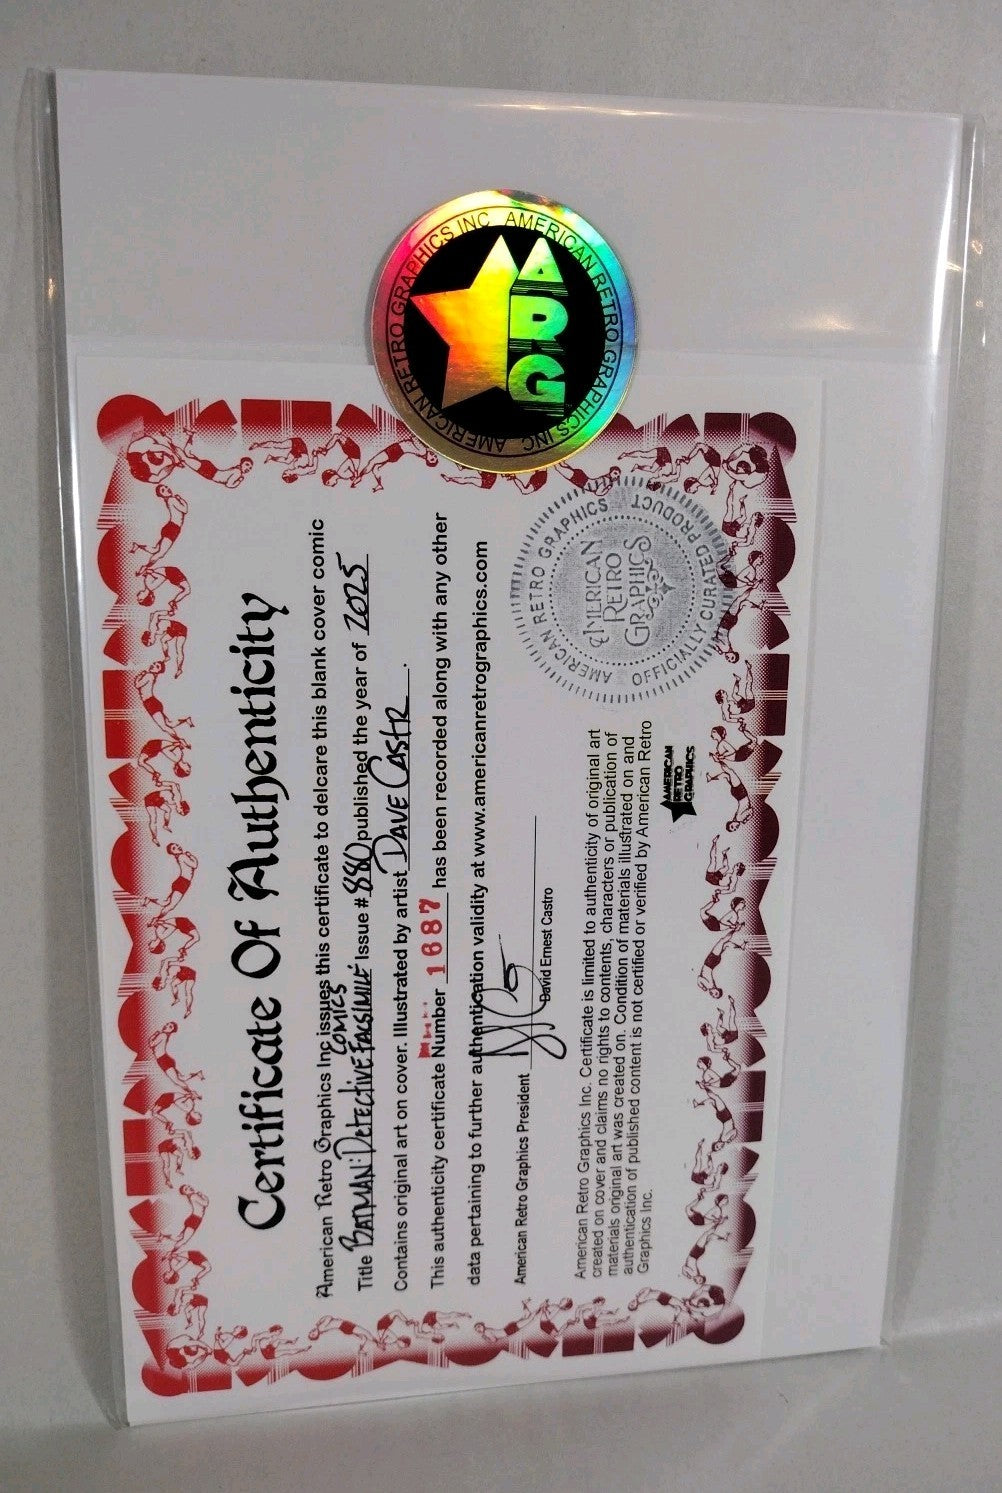 AMERICAN RETRO GRAPHICS INC AMERICAN RETRO GRAPHICS INC
ARG
Certificate Of Authenticity
American Retro Graphics Inc issues this certificate to delcare this blank cover comic
Title BATMAN: DETECTIVE COMICS FACSIMILE Issue # 880 published the year of 2025
Contains original art on cover. Illustrated by artist DAVE CASTR.
This authenticity certificate Number 1687 has been recorded along with any other
data pertaining to further authentication validity at www.americanretrographics.com
American Retro Graphics President
David Ernest Castro
American Retro Graphics Inc. Certificate is limited to authenticity of original art
created on cover and claims no rights to contents, characters or publication of
materials original art was created on. Condition of materials illustrated on and
authentication of published content is not certified or verified by American Retro
Graphics Inc.
AMERICAN
RETRO
GRAPHICS
AMERICAN RETRO GRAPHICS
OFFICIALLY CURATED PRODUCT
AMERICAN
RETRO
GRAPHICS